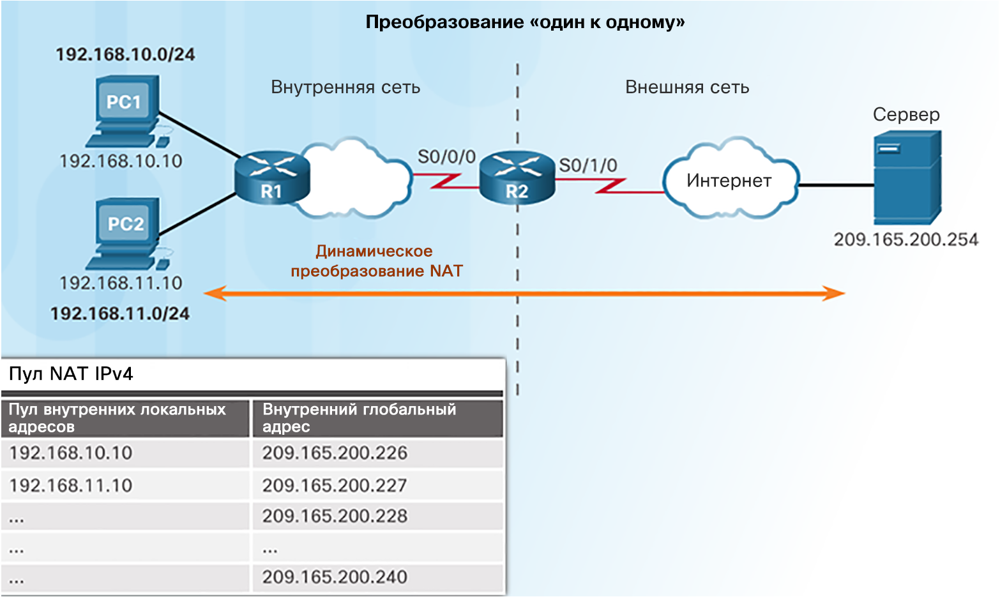 Преобразование «один к одному»
192.168.10.0/24
Внутренняя сеть
Внешняя сеть
PC1
Сервер
192.168.10.10
S0/0/0
S0/1/0
R1
R2
Интернет
PC2
209.165.200.254
Динамическое
преобразование NAT
192.168.11.10
192.168.11.0/24
Пул NAT IPv4
Пул внутренних локальных адресов
Внутренний глобальный адрес
192.168.10.10 209.165.200.226
192.168.11.10 209.165.200.227
... 209.165.200.228
... ...
... 209.165.200.240